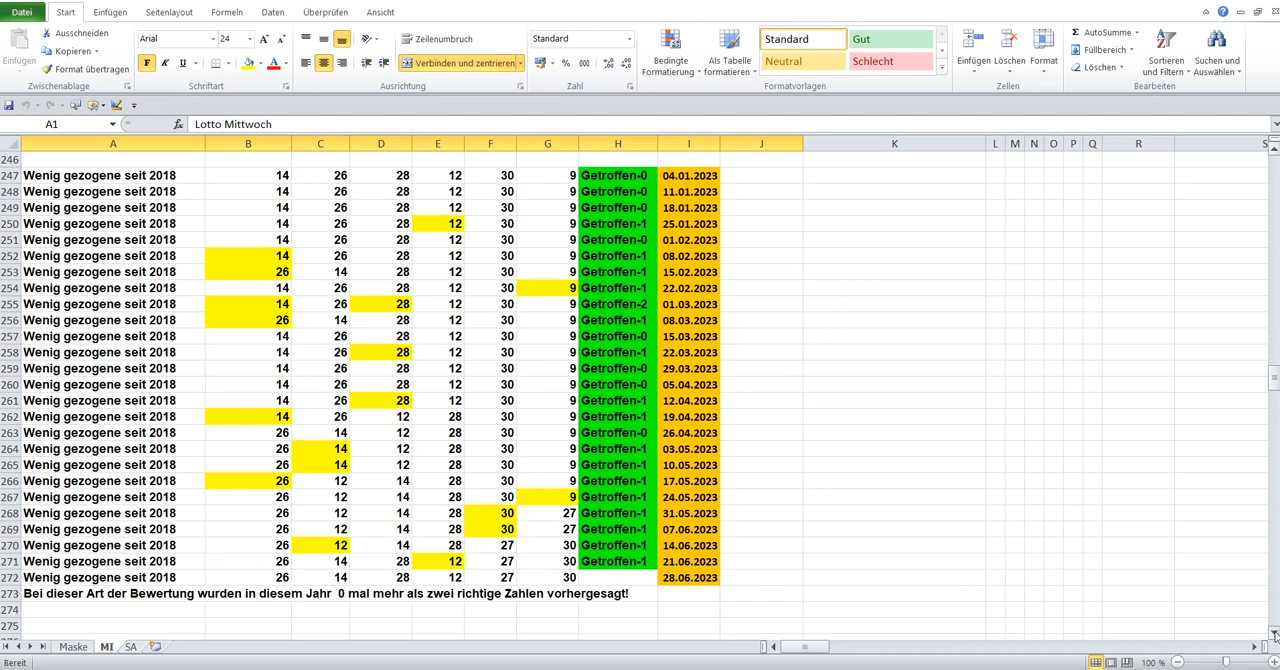 Datei Start Einfügen Seitenlayout Formeln Daten Überprüfen Ansicht
Ausschneiden Arial 24 A A Zeilenumbruch Standard Standard Gut Σ AutoSumme
Einfügen Kopieren F K U A Verbinden und zentrieren % 000 Bedingte Formatierung Als Tabelle formatieren Neutral Schlecht Einfügen Löschen Format Füllbereich Löschen Sortieren und Filtern Suchen und Auswählen
Format übertragen
Zwischenablage Schriftart Ausrichtung Zahl Formatvorlagen Zellen Bearbeiten
A1 fx Lotto Mittwoch
A B C D E F G H I J K L M N O P Q R S
246
247 Wenig gezogene seit 2018 14 26 28 12 30 9 Getroffen-0 04.01.2023
248 Wenig gezogene seit 2018 14 26 28 12 30 9 Getroffen-0 11.01.2023
249 Wenig gezogene seit 2018 14 26 28 12 30 9 Getroffen-0 18.01.2023
250 Wenig gezogene seit 2018 14 26 28 12 30 9 Getroffen-1 25.01.2023
251 Wenig gezogene seit 2018 14 26 28 12 30 9 Getroffen-0 01.02.2023
252 Wenig gezogene seit 2018 14 26 28 12 30 9 Getroffen-1 08.02.2023
253 Wenig gezogene seit 2018 26 14 28 12 30 9 Getroffen-1 15.02.2023
254 Wenig gezogene seit 2018 14 26 28 12 30 9 Getroffen-1 22.02.2023
255 Wenig gezogene seit 2018 14 26 28 12 30 9 Getroffen-2 01.03.2023
256 Wenig gezogene seit 2018 26 14 28 12 30 9 Getroffen-1 08.03.2023
257 Wenig gezogene seit 2018 14 26 28 12 30 9 Getroffen-0 15.03.2023
258 Wenig gezogene seit 2018 14 26 28 12 30 9 Getroffen-1 22.03.2023
259 Wenig gezogene seit 2018 14 26 28 12 30 9 Getroffen-0 29.03.2023
260 Wenig gezogene seit 2018 14 26 28 12 30 9 Getroffen-0 05.04.2023
261 Wenig gezogene seit 2018 14 26 28 12 30 9 Getroffen-1 12.04.2023
262 Wenig gezogene seit 2018 14 26 12 28 30 9 Getroffen-1 19.04.2023
263 Wenig gezogene seit 2018 26 14 12 28 30 9 Getroffen-0 26.04.2023
264 Wenig gezogene seit 2018 26 14 12 28 30 9 Getroffen-1 03.05.2023
265 Wenig gezogene seit 2018 26 14 12 28 30 9 Getroffen-1 10.05.2023
266 Wenig gezogene seit 2018 26 12 14 28 30 9 Getroffen-1 17.05.2023
267 Wenig gezogene seit 2018 26 12 14 28 30 9 Getroffen-1 24.05.2023
268 Wenig gezogene seit 2018 26 12 14 28 30 27 Getroffen-1 31.05.2023
269 Wenig gezogene seit 2018 26 12 14 28 30 27 Getroffen-1 07.06.2023
270 Wenig gezogene seit 2018 26 12 14 28 27 30 Getroffen-1 14.06.2023
271 Wenig gezogene seit 2018 26 14 28 12 27 30 Getroffen-1 21.06.2023
272 Wenig gezogene seit 2018 26 14 28 12 27 30 28.06.2023
273 Bei dieser Art der Bewertung wurden in diesem Jahr 0 mal mehr als zwei richtige Zahlen vorhergesagt!
274
275
Maske MI SA
Bereit 100 %